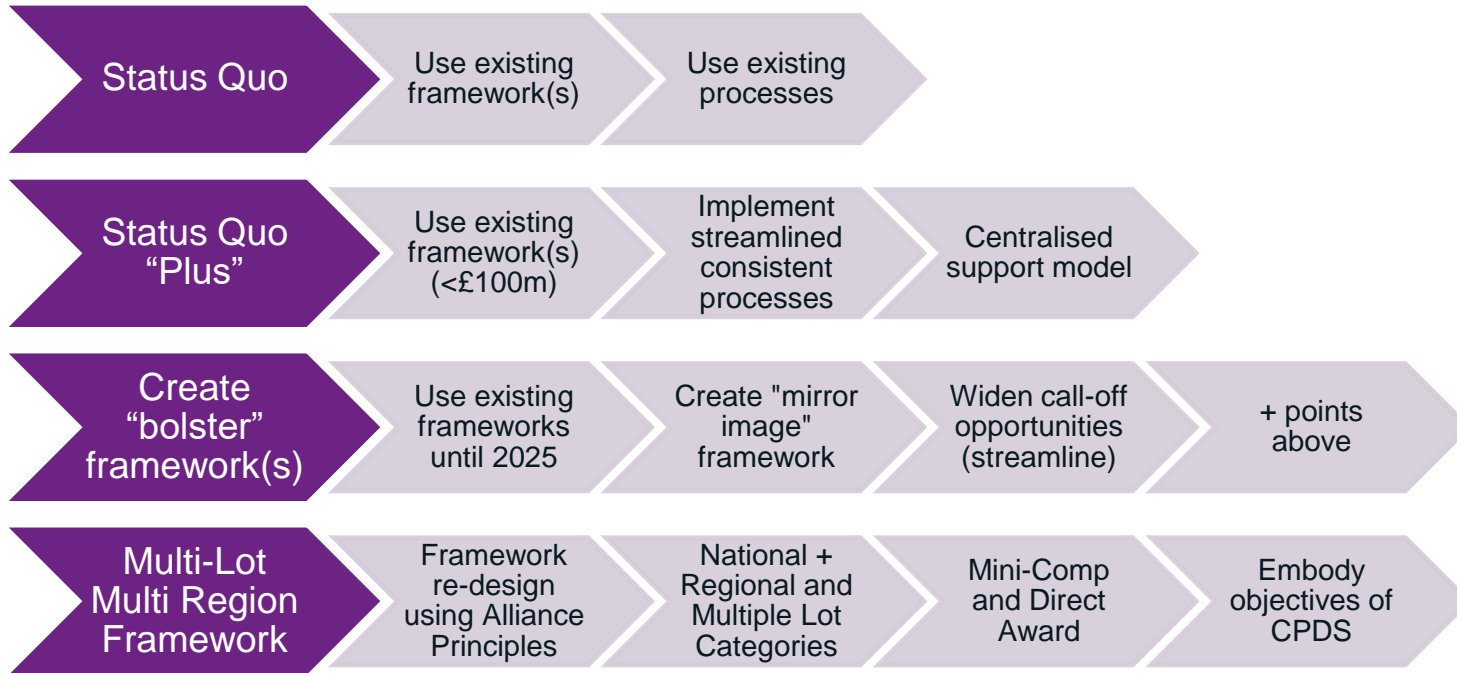 Status Quo
Use existing
framework(s)
Use existing
processes
Status Quo
“Plus”
Use existing
framework(s)
(<£100m)
Implement
streamlined
consistent
processes
Centralised
support model
Create
“bolster”
framework(s)
Use existing
frameworks
until 2025
Create "mirror
image"
framework
Widen call-off
opportunities
(streamline)
+ points
above
Multi-Lot
Multi Region
Framework
Framework
re-design
using Alliance
Principles
National +
Regional and
Multiple Lot
Categories
Mini-Comp
and Direct
Award
Embody
objectives of
CPDS